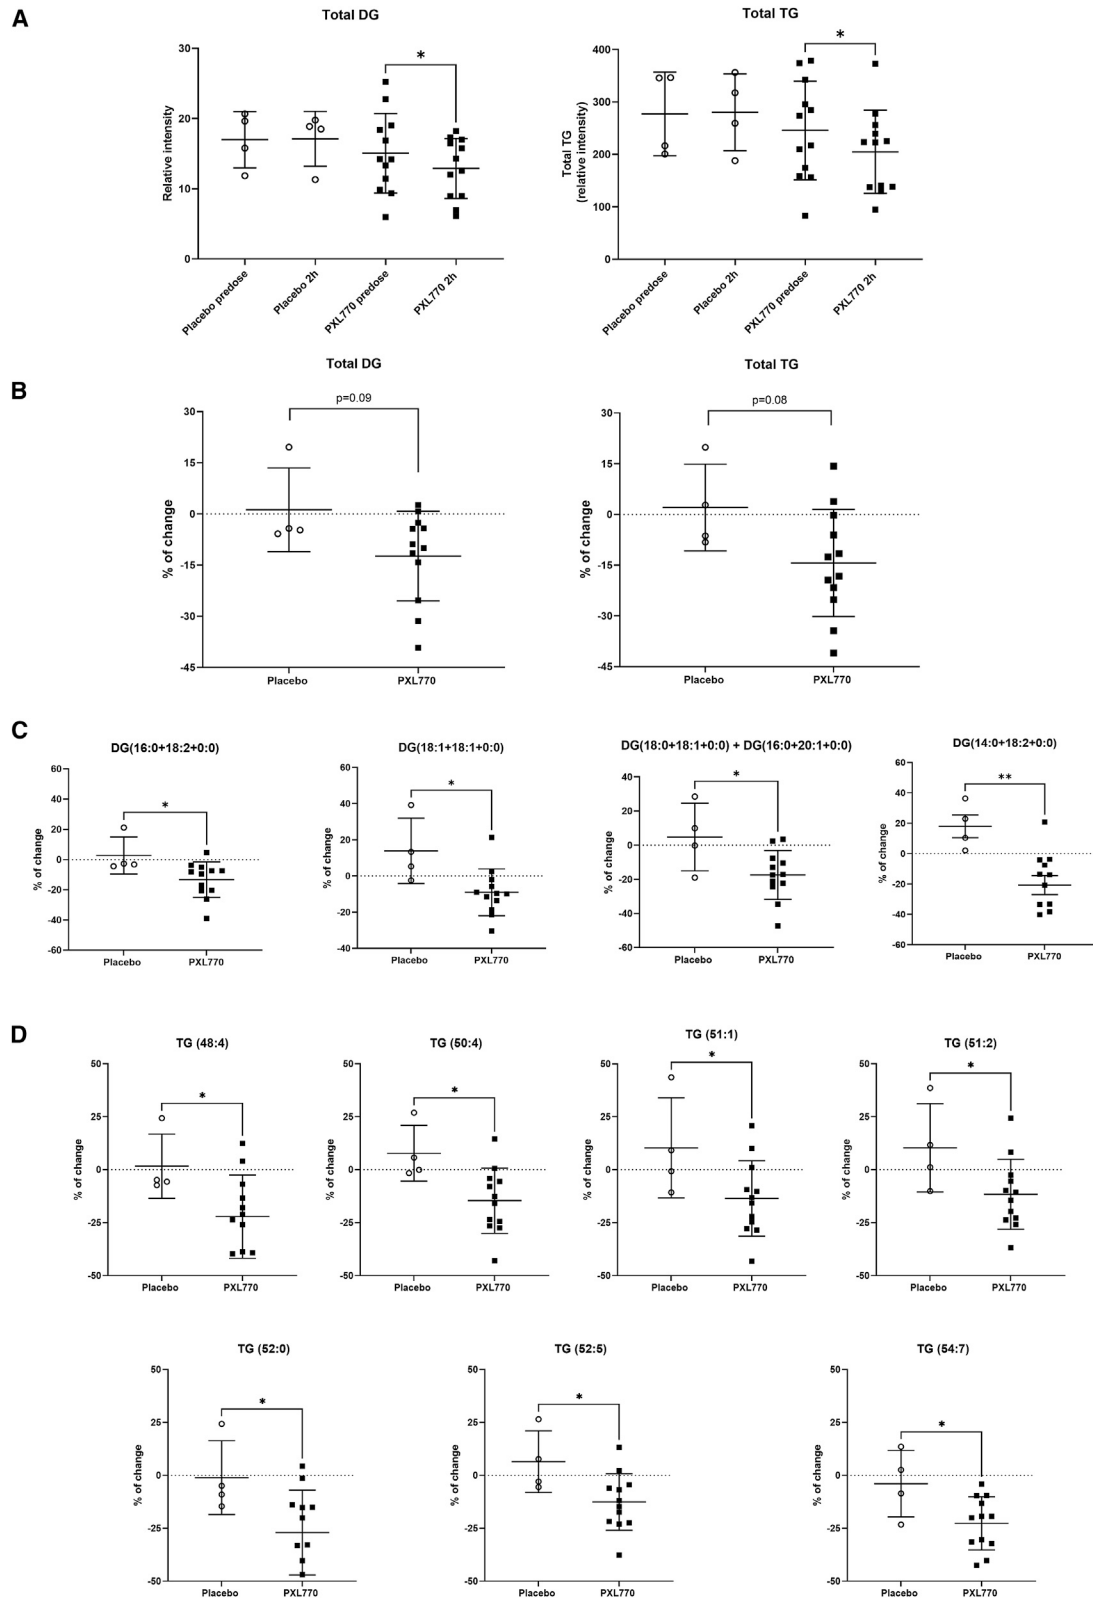 A
Total DG
Total TG
Relative intensity
30
20
10
0
*
Placebo predose
Placebo 2h
PXL770 predose
PXL770 2h
Total TG
(relative intensity)
400
300
200
100
0
*
Placebo predose
Placebo 2h
PXL770 predose
PXL770 2h
B
Total DG
Total TG
% of change
30
15
0
-15
-30
-45
p=0.09
Placebo
PXL770
% of change
30
15
0
-15
-30
-45
p=0.08
Placebo
PXL770
C
DG(16:0+18:2+0:0)
% of change
60
40
20
0
-20
-40
-60
*
Placebo
PXL770
DG(18:1+18:1+0:0)
% of change
60
40
20
0
-20
-40
*
Placebo
PXL770
DG(18:0+18:1+0:0) + DG(16:0+20:1+0:0)
% of change
40
20
0
-20
-40
-60
*
Placebo
PXL770
DG(14:0+18:2+0:0)
% of change
60
40
20
0
-20
-40
-60
**
Placebo
PXL770
D
TG (48:4)
% of change
50
25
0
-25
-50
*
Placebo
PXL770
TG (50:4)
% of change
50
25
0
-25
-50
*
Placebo
PXL770
TG (51:1)
% of change
50
25
0
-25
-50
*
Placebo
PXL770
TG (51:2)
% of change
50
25
0
-25
-50
*
Placebo
PXL770
TG (52:0)
% of change
50
25
0
-25
-50
*
Placebo
PXL770
TG (52:5)
% of change
50
25
0
-25
-50
*
Placebo
PXL770
TG (54:7)
% of change
50
25
0
-25
-50
*
Placebo
PXL770